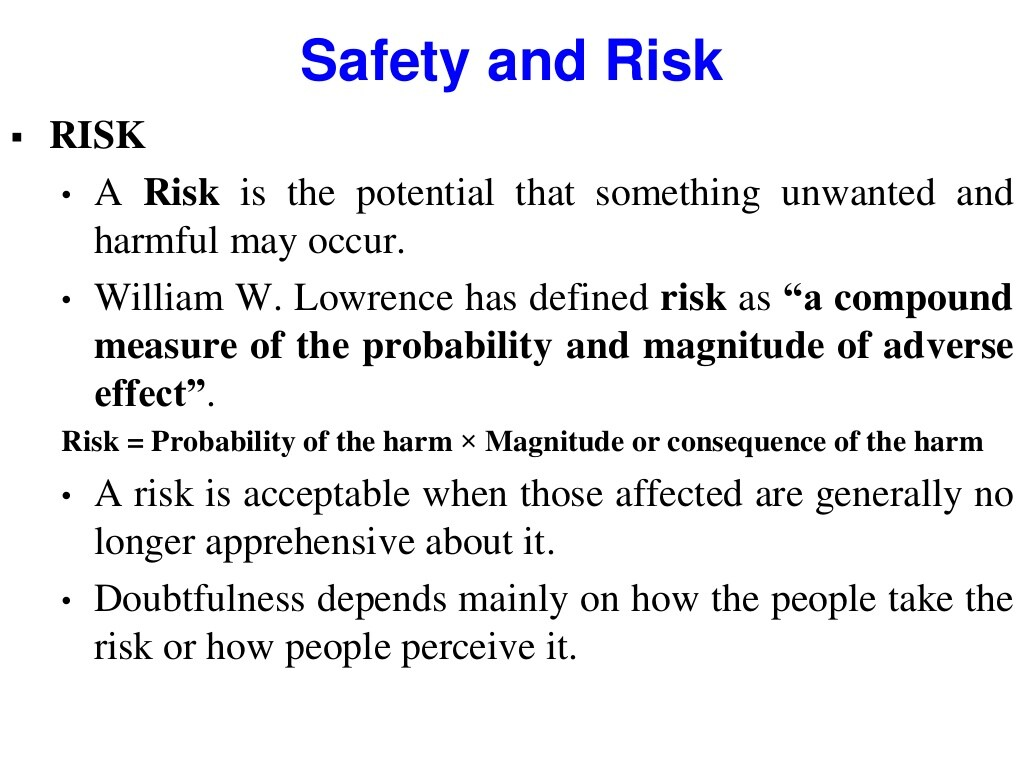 Safety and Risk
▪ RISK
• A Risk is the potential that something unwanted and
harmful may occur.
• William W. Lowrence has defined risk as “a compound
measure of the probability and magnitude of adverse
effect”.
Risk = Probability of the harm × Magnitude or consequence of the harm
• A risk is acceptable when those affected are generally no
longer apprehensive about it.
• Doubtfulness depends mainly on how the people take the
risk or how people perceive it.